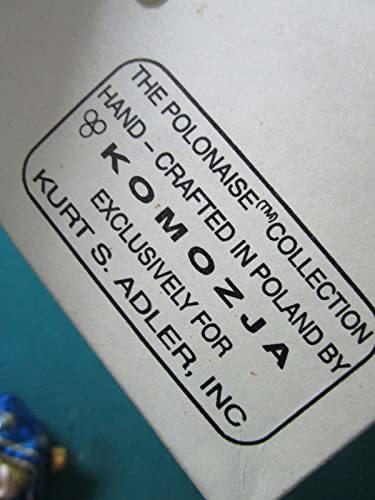 THE POLONAISE(TM) COLLECTION
HAND – CRAFTED IN POLAND BY
KOMOZJA
EXCLUSIVELY FOR
KURT S. ADLER, INC